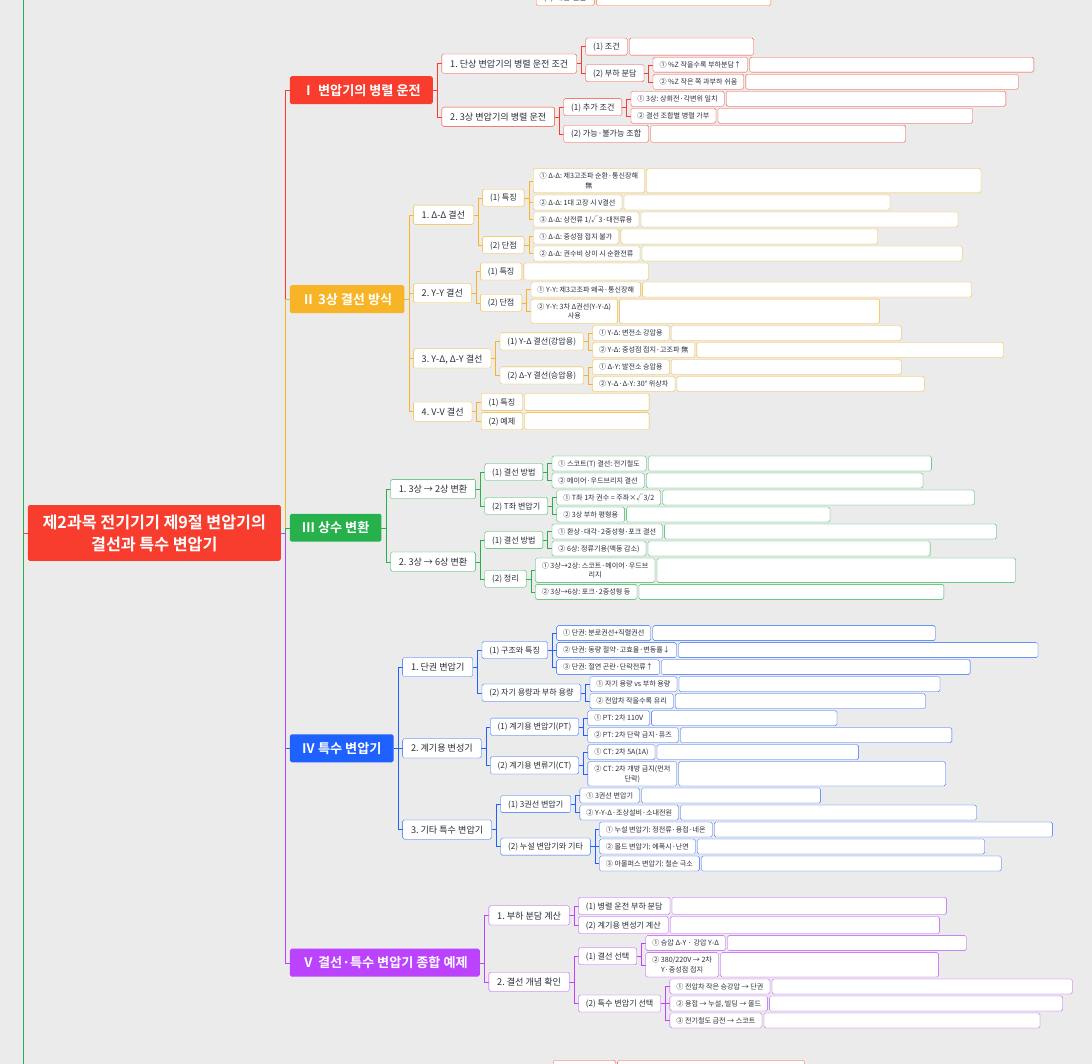 제2과목 전기기기 제9절 변압기의
결선과 특수 변압기
Ⅰ 변압기의 병렬 운전
1. 단상 변압기의 병렬 운전 조건
(1) 조건
(2) 부하 분담
① %Z 작을수록 부하분담↑
② %Z 작은 쪽 과부하 쉬움
2. 3상 변압기의 병렬 운전
(1) 추가 조건
① 3상: 상회전·각변위 일치
② 결선 조합별 병렬 가부
(2) 가능·불가능 조합
Ⅱ 3상 결선 방식
1. Δ-Δ 결선
(1) 특징
① Δ-Δ: 제3고조파 순환·통신장해
無
② Δ-Δ: 1대 고장 시 V결선
③ Δ-Δ: 상전류 1/√3·대전류용
(2) 단점
① Δ-Δ: 중성점 접지 불가
② Δ-Δ: 권수비 상이 시 순환전류
2. Y-Y 결선
(1) 특징
(2) 단점
① Y-Y: 제3고조파 왜곡·통신장해
② Y-Y: 3차 Δ권선(Y-Y-Δ)
사용
3. Y-Δ, Δ-Y 결선
(1) Y-Δ 결선(강압용)
① Y-Δ: 변전소 강압용
② Y-Δ: 중성점 접지·고조파 無
(2) Δ-Y 결선(승압용)
① Δ-Y: 발전소 승압용
② Y-Δ·Δ-Y: 30° 위상차
4. V-V 결선
(1) 특징
(2) 예제
Ⅲ 상수 변환
1. 3상 → 2상 변환
(1) 결선 방법
① 스코트(T) 결선: 전기철도
② 메이어·우드브리지 결선
(2) T좌 변압기
① T좌 1차 권수 = 주좌×√3/2
② 3상 부하 평형용
2. 3상 → 6상 변환
(1) 결선 방법
① 환상·대각·2중성형·포크 결선
② 6상: 정류기용(맥동 감소)
(2) 정리
① 3상→2상: 스코트·메이어·우드브
리지
② 3상→6상: 포크·2중성형 등
Ⅳ 특수 변압기
1. 단권 변압기
(1) 구조와 특징
① 단권: 분로권선+직렬권선
② 단권: 동량 절약·고효율·변동률↓
③ 단권: 절연 곤란·단락전류↑
(2) 자기 용량과 부하 용량
① 자기 용량 vs 부하 용량
② 전압차 작을수록 유리
2. 계기용 변성기
(1) 계기용 변압기(PT)
① PT: 2차 110V
② PT: 2차 단락 금지·퓨즈
(2) 계기용 변류기(CT)
① CT: 2차 5A(1A)
② CT: 2차 개방 금지(먼저
단락)
3. 기타 특수 변압기
(1) 3권선 변압기
① 3권선 변압기
② Y-Y-Δ·조상설비·소내전원
(2) 누설 변압기와 기타
① 누설 변압기: 정전류·용접·네온
② 몰드 변압기: 에폭시·난연
③ 아몰퍼스 변압기: 철손 극소
Ⅴ 결선·특수 변압기 종합 예제
1. 부하 분담 계산
(1) 병렬 운전 부하 분담
(2) 계기용 변성기 계산
2. 결선 개념 확인
(1) 결선 선택
① 승압 Δ-Y · 강압 Y-Δ
② 380/220V → 2차
Y·중성점 접지
(2) 특수 변압기 선택
① 전압차 작은 승강압 → 단권
② 용접 → 누설, 빌딩 → 몰드
③ 전기철도 급전 → 스코트